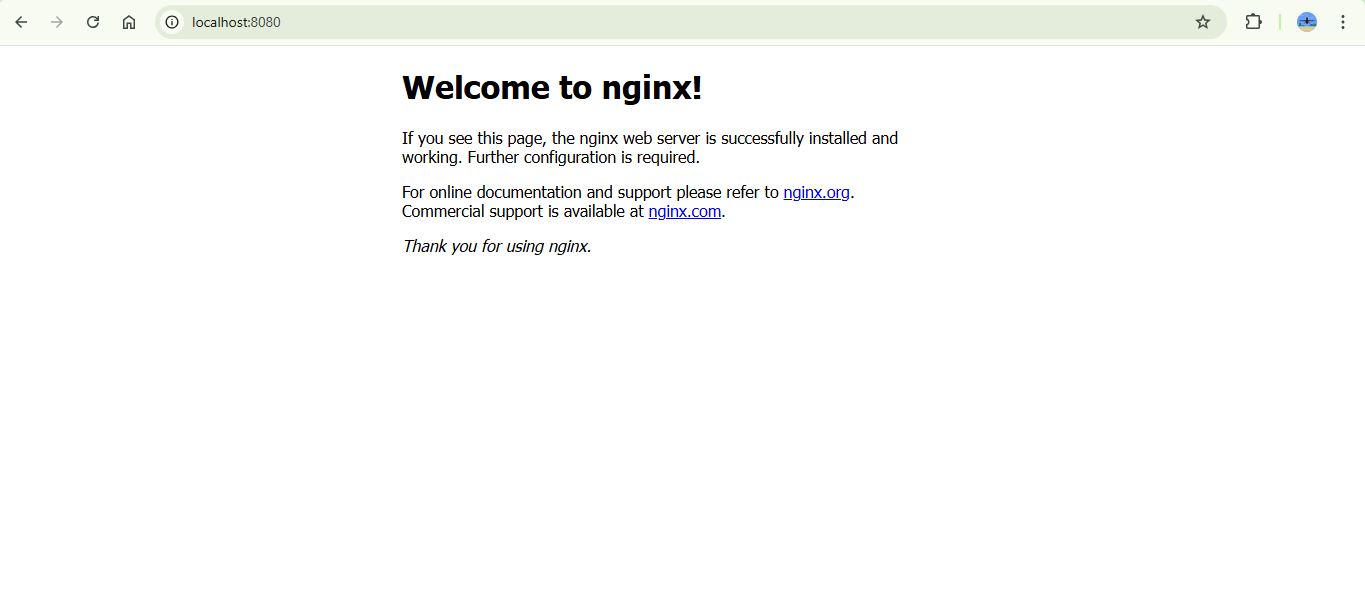 localhost:8080
Welcome to nginx!
If you see this page, the nginx web server is successfully installed and
working. Further configuration is required.
For online documentation and support please refer to nginx.org.
Commercial support is available at nginx.com.
Thank you for using nginx.